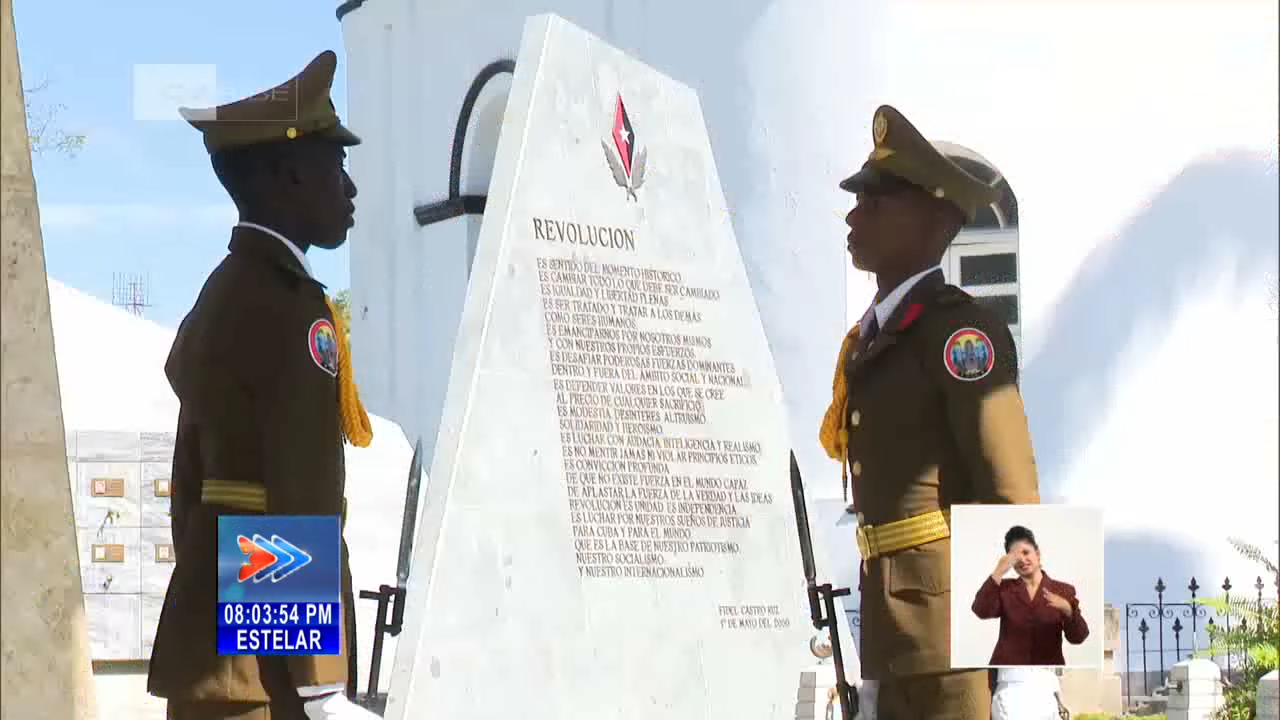 CARIBE
REVOLUCION
ES SENTIDO DEL MOMENTO HISTORICO
ES CAMBIAR TODO LO QUE DEBE SER CAMBIADO
ES IGUALDAD Y LIBERTAD PLENAS
ES SER TRATADO Y TRATAR A LOS DEMAS
COMO SERES HUMANOS
ES EMANCIPARNOS POR NOSOTROS MISMOS
Y CON NUESTROS PROPIOS ESFUERZOS
ES DESAFIAR PODEROSAS FUERZAS DOMINANTES
DENTRO Y FUERA DEL AMBITO SOCIAL Y NACIONAL
ES DEFENDER VALORES EN LOS QUE SE CREE
AL PRECIO DE CUALQUIER SACRIFICIO
ES MODESTIA DESINTERES ALTRUISMO
SOLIDARIDAD Y HEROISMO
ES LUCHAR CON AUDACIA INTELIGENCIA Y REALISMO
ES NO MENTIR JAMAS NI VIOLAR PRINCIPIOS ETICOS
ES CONVICCION PROFUNDA
DE QUE NO EXISTE FUERZA EN EL MUNDO CAPAZ
DE APLASTAR LA FUERZA DE LA VERDAD Y LAS IDEAS
REVOLUCION ES UNIDAD ES INDEPENDENCIA
ES LUCHAR POR NUESTROS SUEÑOS DE JUSTICIA
PARA CUBA Y PARA EL MUNDO
QUE ES LA BASE DE NUESTRO PATRIOTISMO
NUESTRO SOCIALISMO
Y NUESTRO INTERNACIONALISMO
FIDEL CASTRO RUZ
1º DE MAYO DEL 2000
08:03:54 PM
ESTELAR